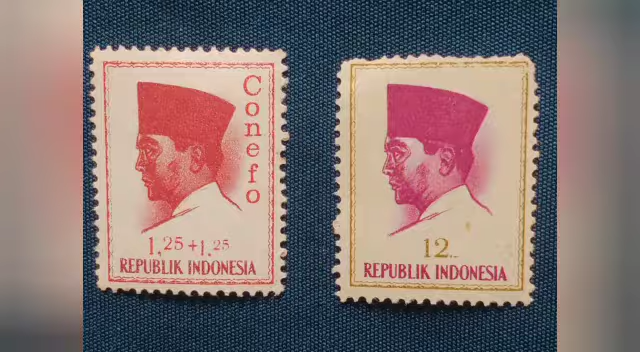 Conefo
1,25 + 1,25
REPUBLIK INDONESIA
12..
REPUBLIK INDONESIA